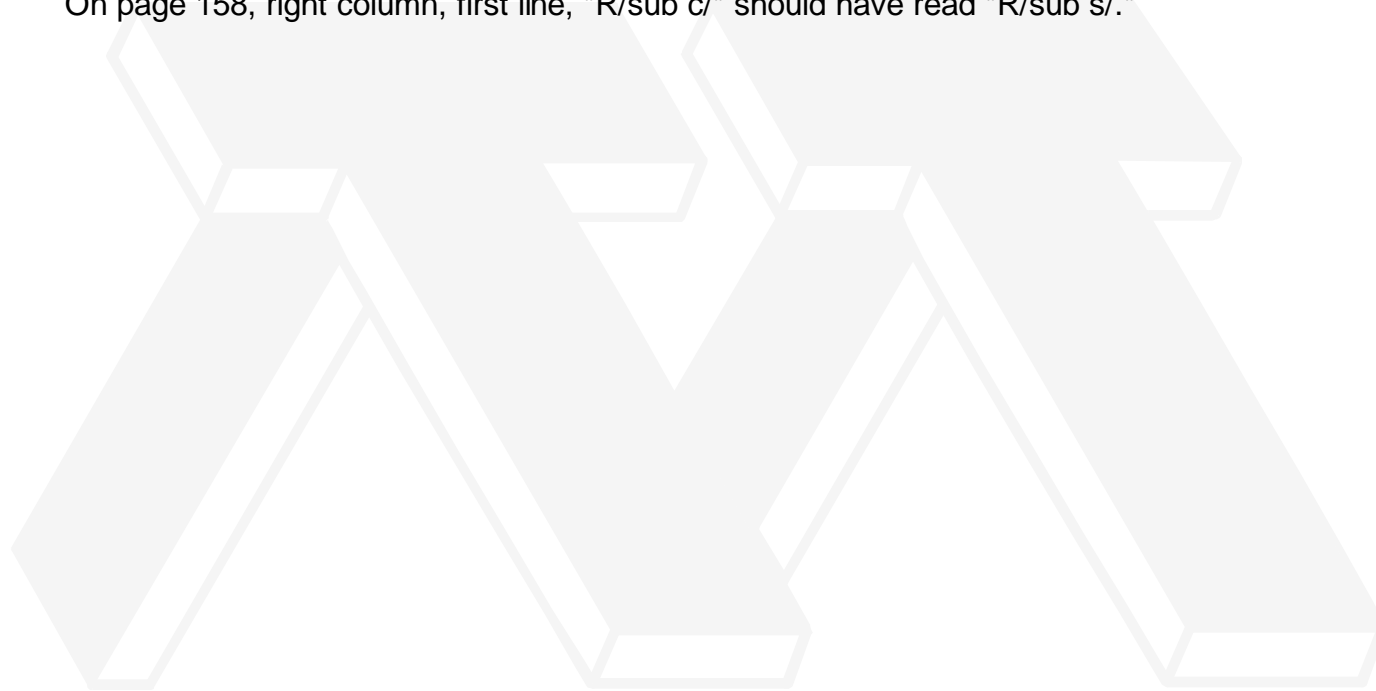 On page 158, right column, first line, "R/sub c/" should have read "R/sub s/."